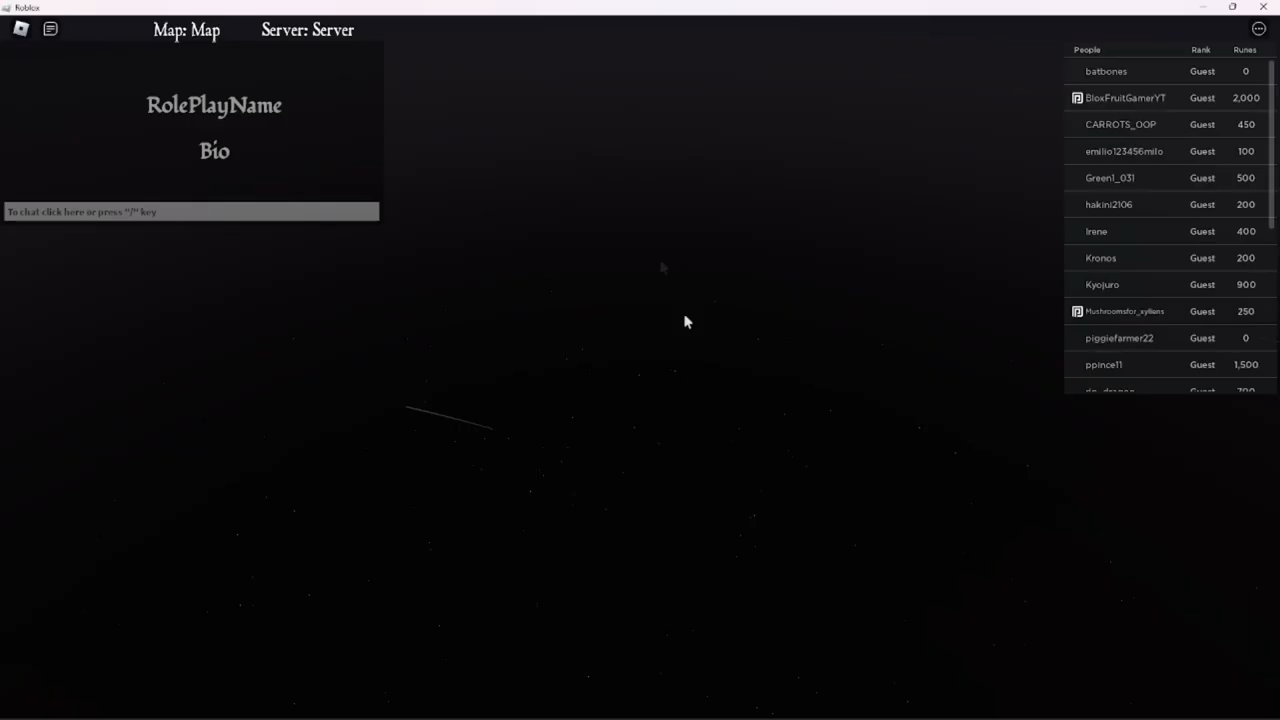 Roblox
Map: Map Server: Server
RolePlayName
Bio
To chat click here or press "/" key
People Rank Runes
batbones Guest 0
BloxFruitGamerYT Guest 2,000
CARROTS_OOP Guest 450
emilio123456milo Guest 100
Green1_031 Guest 500
hakini2106 Guest 200
Irene Guest 400
Kronos Guest 200
Kyojuro Guest 900
Mushroomsfor_xyliens Guest 250
piggiefarmer22 Guest 0
ppince11 Guest 1,500